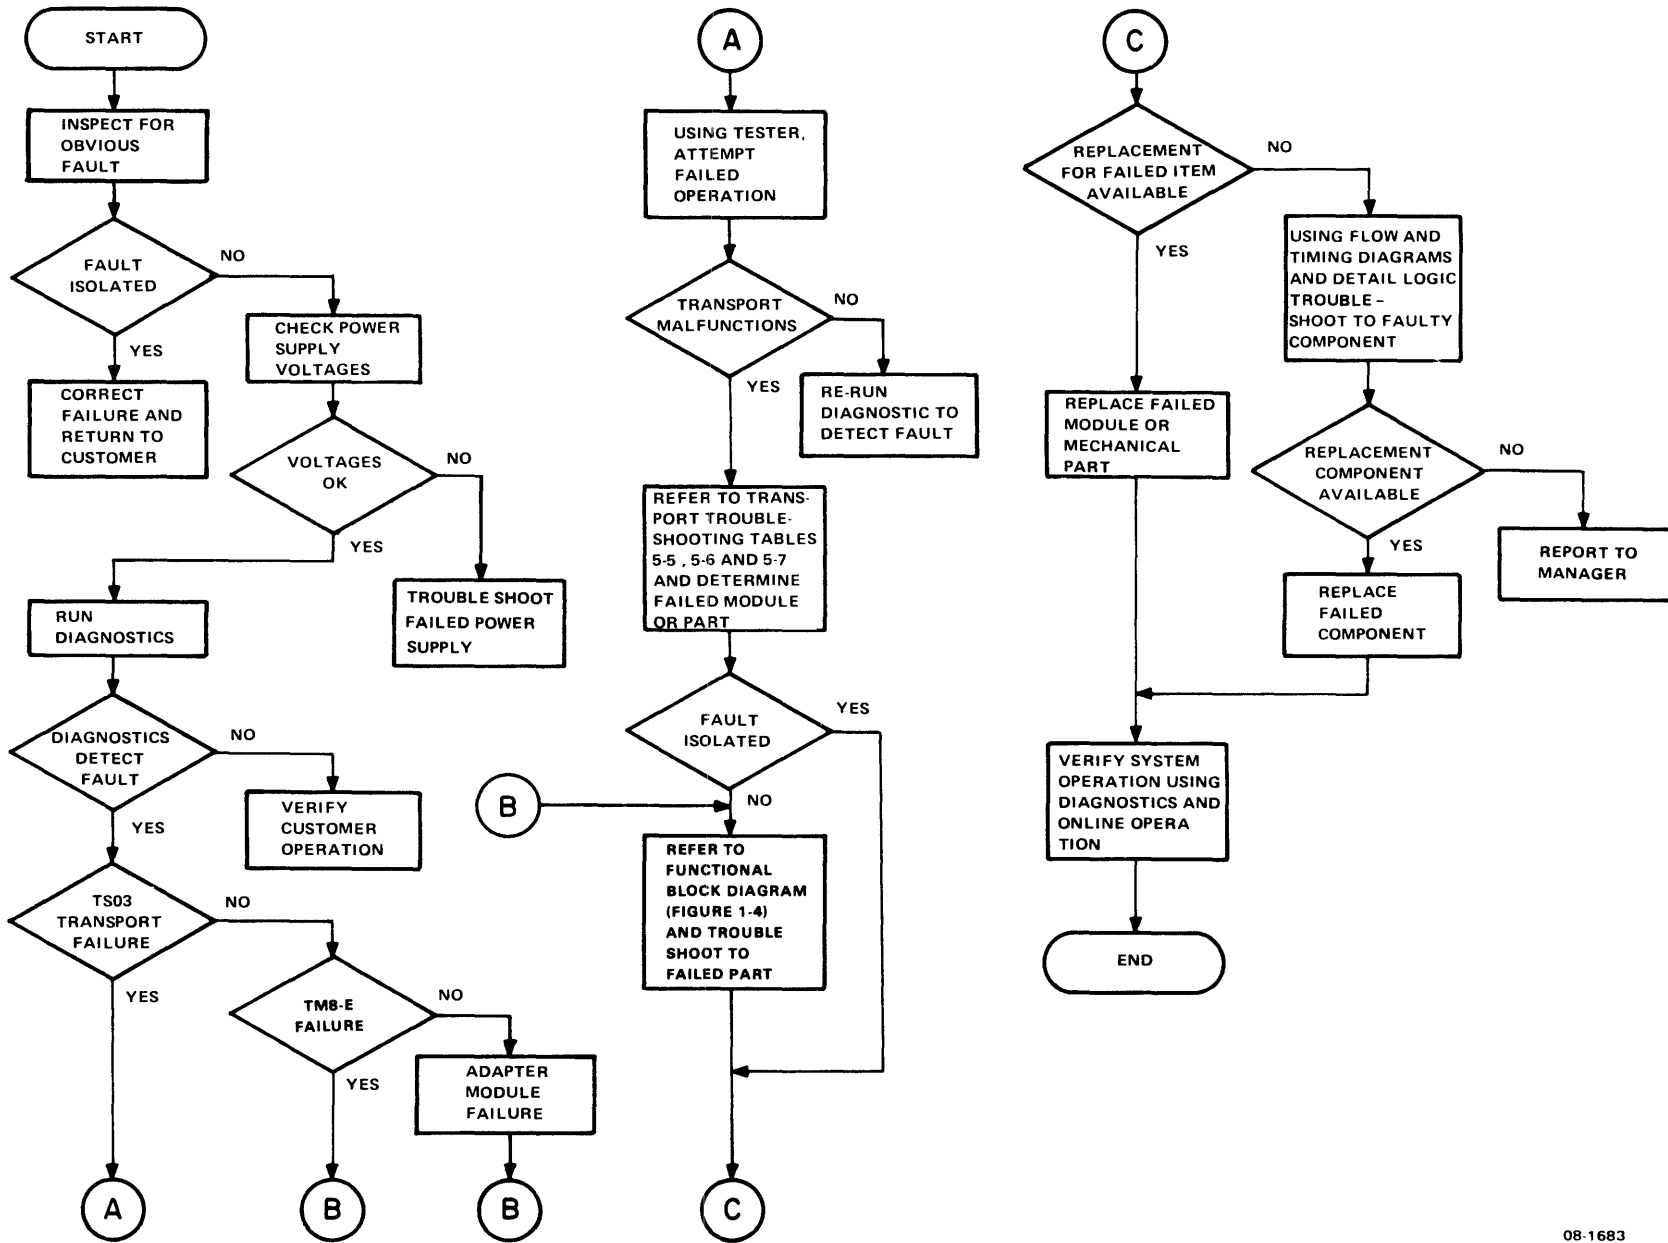 START
INSPECT FOR
OBVIOUS
FAULT
FAULT
ISOLATED
NO
YES
CORRECT
FAILURE AND
RETURN TO
CUSTOMER
CHECK POWER
SUPPLY
VOLTAGES
VOLTAGES
OK
NO
YES
TROUBLE SHOOT
FAILED POWER
SUPPLY
RUN
DIAGNOSTICS
DIAGNOSTICS
DETECT
FAULT
NO
YES
VERIFY
CUSTOMER
OPERATION
TS03
TRANSPORT
FAILURE
NO
YES
TM8-E
FAILURE
NO
YES
ADAPTER
MODULE
FAILURE
A
B
B
A
USING TESTER,
ATTEMPT
FAILED
OPERATION
TRANSPORT
MALFUNCTIONS
NO
YES
RE-RUN
DIAGNOSTIC TO
DETECT FAULT
REFER TO TRANS-
PORT TROUBLE-
SHOOTING TABLES
5-5 , 5-6 AND 5-7
AND DETERMINE
FAILED MODULE
OR PART
FAULT
ISOLATED
YES
NO
B
REFER TO
FUNCTIONAL
BLOCK DIAGRAM
(FIGURE 1-4)
AND TROUBLE
SHOOT TO
FAILED PART
C
C
REPLACEMENT
FOR FAILED ITEM
AVAILABLE
NO
YES
USING FLOW AND
TIMING DIAGRAMS
AND DETAIL LOGIC
TROUBLE -
SHOOT TO FAULTY
COMPONENT
REPLACE FAILED
MODULE OR
MECHANICAL
PART
REPLACEMENT
COMPONENT
AVAILABLE
NO
YES
REPORT TO
MANAGER
REPLACE
FAILED
COMPONENT
VERIFY SYSTEM
OPERATION USING
DIAGNOSTICS AND
ONLINE OPERA
TION
END
08-1683